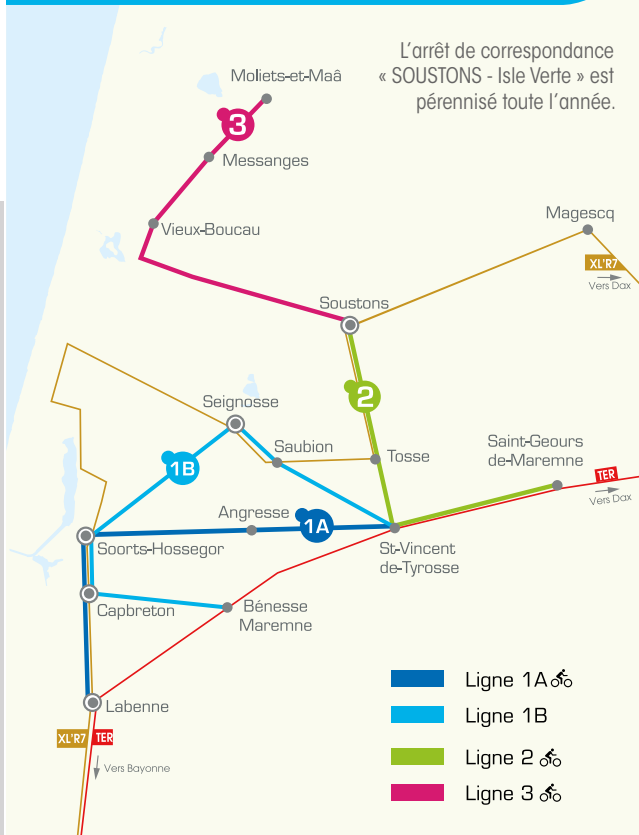 L'arrêt de correspondance
« SOUSTONS - Isle Verte » est
pérennisé toute l'année.
Moliets-et-Maâ
3
Messanges
Vieux-Boucau
Magescq
XL'R7
Vers Dax
Soustons
2
Seignosse
Saubion
Tosse
1B
Saint-Geours
de-Maremne
TER
Vers Dax
Angresse
1A
Soorts-Hossegor
St-Vincent
de-Tyrosse
Capbreton
Bénesse
Maremne
Labenne
XL'R7
TER
Vers Bayonne
Ligne 1A
Ligne 1B
Ligne 2
Ligne 3